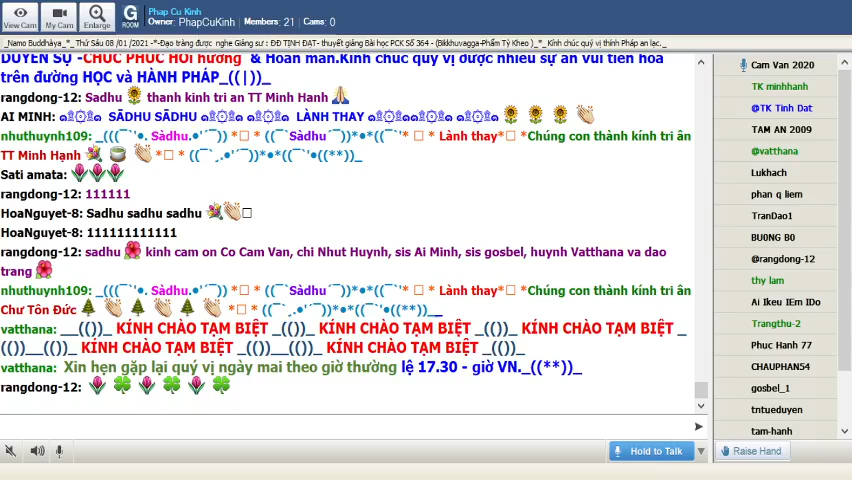 View Cam
My Cam
Enlarge
G
ROOM
Phap Cu Kinh
Owner: PhapCuKinh Members: 21 Cams: 0
_Namo Buddhàya_*_ Thứ Sáu 08 /01 /2021 -*-Đạo tràng được nghe Giảng sư : ĐĐ TỊNH ĐẠT- thuyết giảng Bài học PCK Số 364 - (Bikkhuvagga-Phẩm Tỳ Kheo )_*_ Kính chúc quý vị thính Pháp an lạc._
DUYÊN SỰ -CHÚC PHÚC HỒI hướng & Hoàn mãn.Kính chúc quý vị được nhiều sự an vui tiến hóa
trên đường HỌC và HÀNH PHÁP_((|))_
rangdong-12: Sadhu 🌻 thanh kinh tri an TT Minh Hanh 🙏
AI MINH: SĀDHU SĀDHU LÀNH THAY 🌻 🌻 🌻 👏
nhuthuynh109: _(((¯`'•. Sàdhu.•'´¯)) *□ * ((¯`Sàdhu´¯))*•*((¯`'* □ * Lành thay*□ *Chúng con thành kính tri ân
TT Minh Hạnh 💐 🍵 👏 *□ * ((¯`´.•'´¯))*•*((¯`'•((**))_
Sati amata: 🌷🌷🌷
rangdong-12: 111111
HoaNguyet-8: Sadhu sadhu sadhu 💐👏□
HoaNguyet-8: 111111111111
rangdong-12: sadhu 🌺 kinh cam on Co Cam Van, chi Nhut Huynh, sis Ai Minh, sis gosbel, huynh Vatthana va dao
trang 🌺
nhuthuynh109: _(((¯`'•. Sàdhu.•'´¯)) *□ * ((¯`Sàdhu´¯))*•*((¯`'* □ * Lành thay*□ *Chúng con thành kính tri ân
Chư Tôn Đức 🌲 👏 🌲 👏 🌲 👏 *□ * ((¯`´.•'´¯))*•*((¯`'•((**))__
vatthana: __(())_ KÍNH CHÀO TẠM BIỆT _(())_ KÍNH CHÀO TẠM BIỆT _(())_ KÍNH CHÀO TẠM BIỆT _
(())__(())_ KÍNH CHÀO TẠM BIỆT _(())__(())_ KÍNH CHÀO TẠM BIỆT _(())_
vatthana: Xin hẹn gặp lại quý vị ngày mai theo giờ thường lệ 17.30 - giờ VN._((**))_
rangdong-12: 🌷 🍀 🌷 🍀 🌷 🍀
Cam Van 2020
TK minhhanh
@TK Tinh Dat
TAM AN 2009
@vatthana
Lukhach
phan q liem
TranDao1
BU0NG B0
@rangdong-12
thy lam
Ai Ikeu IEm IDo
Trangthu-2
Phuc Hanh 77
CHAUPHAN54
gosbel_1
tntueduyen
tam-hanh
Hold to Talk
Raise Hand